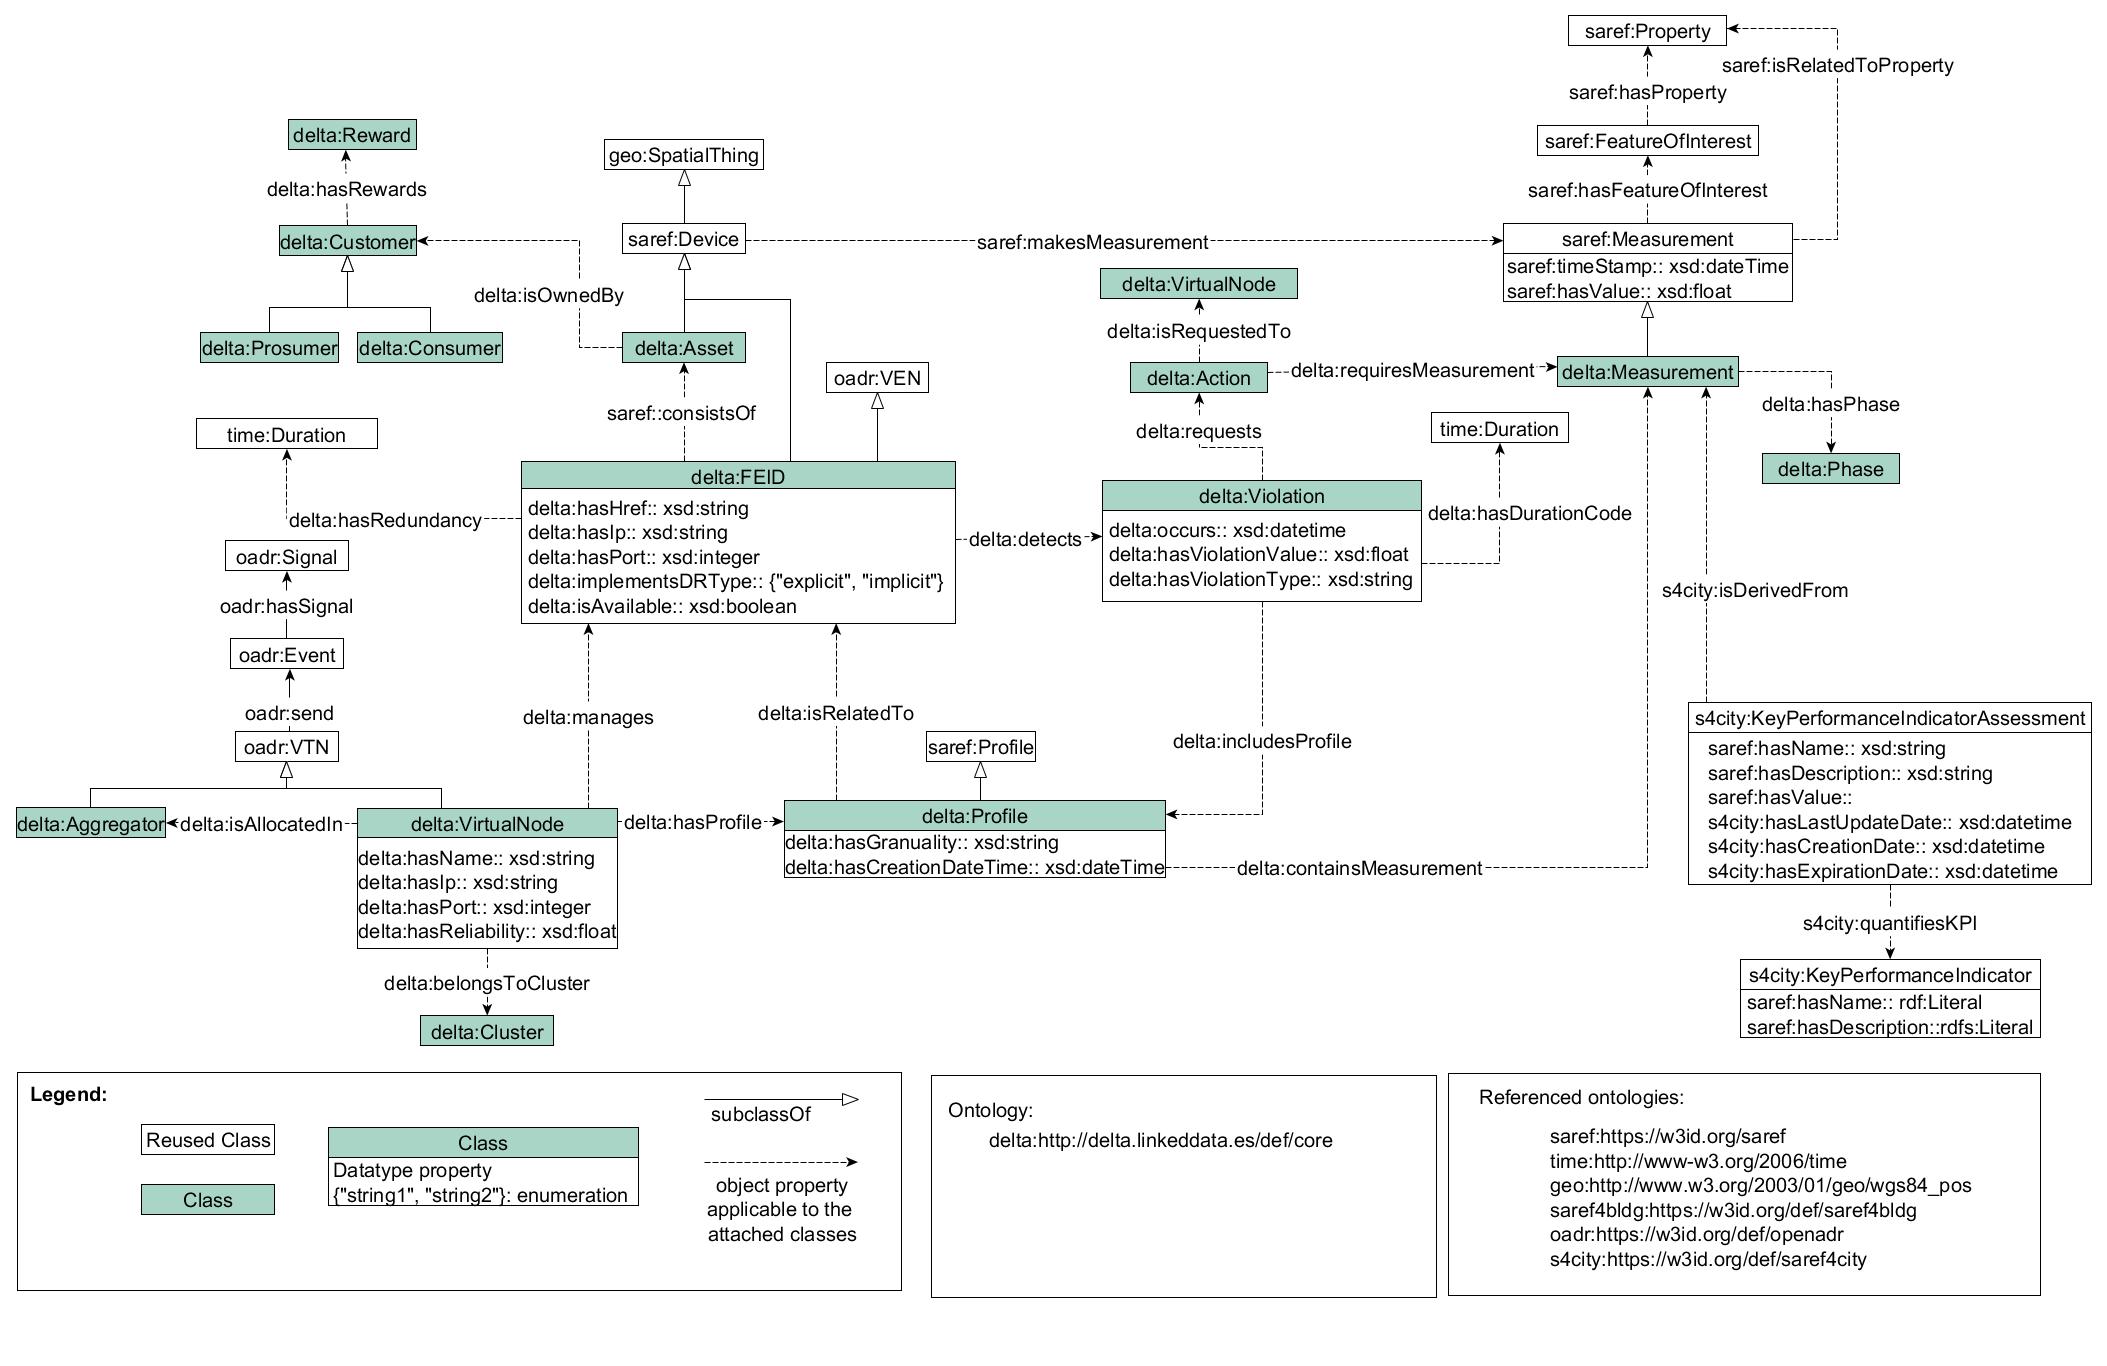 saref:Property
saref:isRelatedToProperty
saref:hasProperty
delta:Reward
saref:FeatureOfInterest
geo:SpatialThing
delta:hasRewards
saref:hasFeatureOfInterest
delta:Customer
saref:Device
saref:makesMeasurement
saref:Measurement
saref:timeStamp:: xsd:dateTime
saref:hasValue:: xsd:float
delta:VirtualNode
delta:isOwnedBy
delta:isRequestedTo
delta:Prosumer
delta:Consumer
delta:Asset
oadr:VEN
delta:Action
delta:requiresMeasurement
delta:Measurement
delta:hasPhase
saref::consistsOf
delta:requests
time:Duration
time:Duration
delta:Phase
delta:FEID
delta:hasHref:: xsd:string
delta:hasIp:: xsd:string
delta:hasPort:: xsd:integer
delta:implementsDRType:: {"explicit", "implicit"}
delta:isAvailable:: xsd:boolean
delta:hasRedundancy
delta:detects
delta:Violation
delta:occurs:: xsd:datetime
delta:hasViolationValue:: xsd:float
delta:hasViolationType:: xsd:string
delta:hasDurationCode
oadr:Signal
oadr:hasSignal
s4city:isDerivedFrom
oadr:Event
oadr:send
delta:manages
delta:isRelatedTo
delta:includesProfile
oadr:VTN
saref:Profile
s4city:KeyPerformanceIndicatorAssessment
saref:hasName:: xsd:string
saref:hasDescription:: xsd:string
saref:hasValue::
s4city:hasLastUpdateDate:: xsd:datetime
s4city:hasCreationDate:: xsd:datetime
s4city:hasExpirationDate:: xsd:datetime
delta:Aggregator
delta:isAllocatedIn
delta:VirtualNode
delta:hasName:: xsd:string
delta:hasIp:: xsd:string
delta:hasPort:: xsd:integer
delta:hasReliability:: xsd:float
delta:hasProfile
delta:Profile
delta:hasGranuality:: xsd:string
delta:hasCreationDateTime:: xsd:dateTime
delta:containsMeasurement
s4city:quantifiesKPI
delta:belongsToCluster
s4city:KeyPerformanceIndicator
saref:hasName:: rdf:Literal
saref:hasDescription::rdfs:Literal
delta:Cluster
Legend:
Reused Class
Class
Class
Datatype property
{"string1", "string2"}: enumeration
subclassOf
object property
applicable to the
attached classes
Ontology:
delta:http://delta.linkeddata.es/def/core
Referenced ontologies:
saref:https://w3id.org/saref
time:http://www-w3.org/2006/time
geo:http://www.w3.org/2003/01/geo/wgs84_pos
saref4bldg:https://w3id.org/def/saref4bldg
oadr:https://w3id.org/def/openadr
s4city:https://w3id.org/def/saref4city